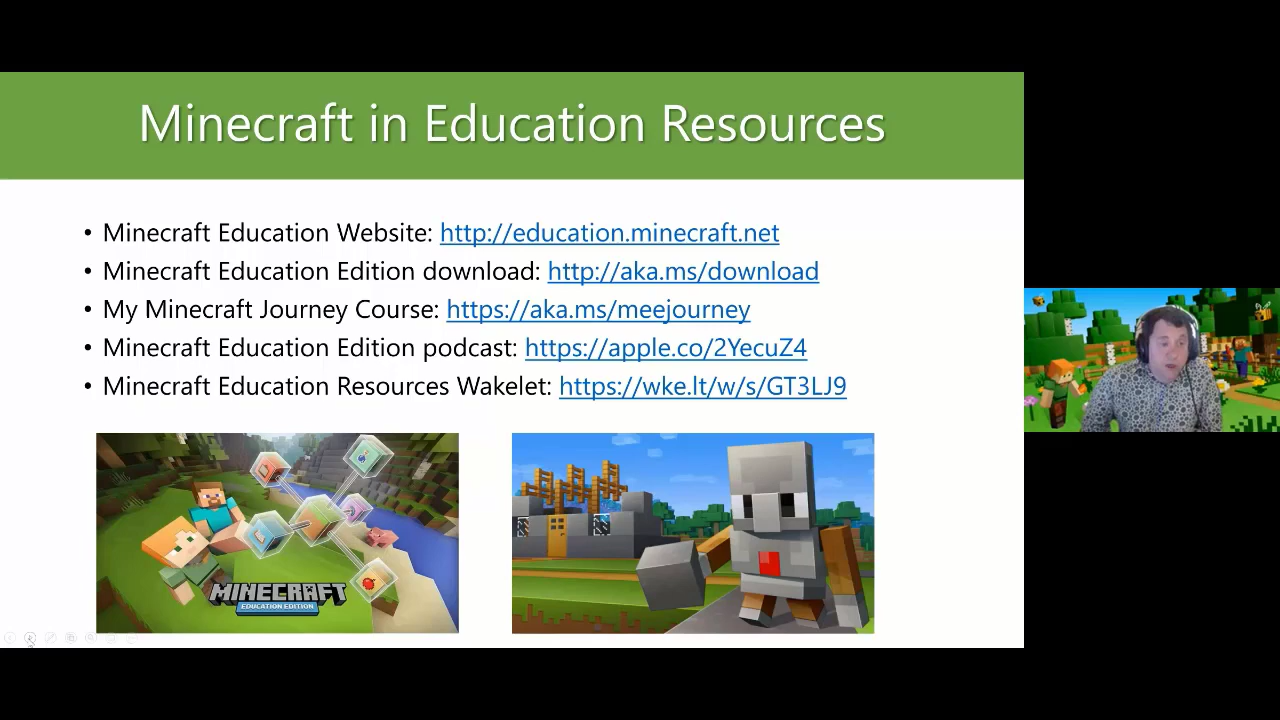 Minecraft in Education Resources
• Minecraft Education Website: http://education.minecraft.net
• Minecraft Education Edition download: http://aka.ms/download
• My Minecraft Journey Course: https://aka.ms/meejourney
• Minecraft Education Edition podcast: https://apple.co/2YecuZ4
• Minecraft Education Resources Wakelet: https://wke.lt/w/s/GT3LJ9
MINECRAFT
EDUCATION EDITION